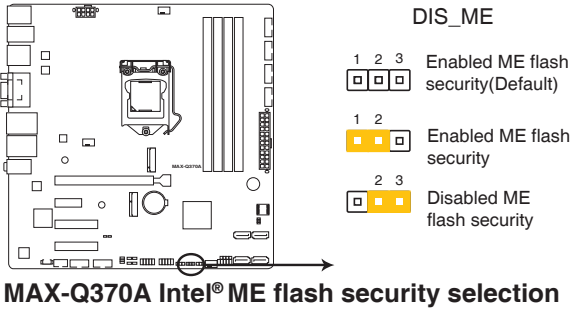 DIS_ME
1 2 3
Enabled ME flash
security(Default)
1 2
Enabled ME flash
security
2 3
Disabled ME
flash security
MAX-Q370A
MAX-Q370A Intel® ME flash security selection